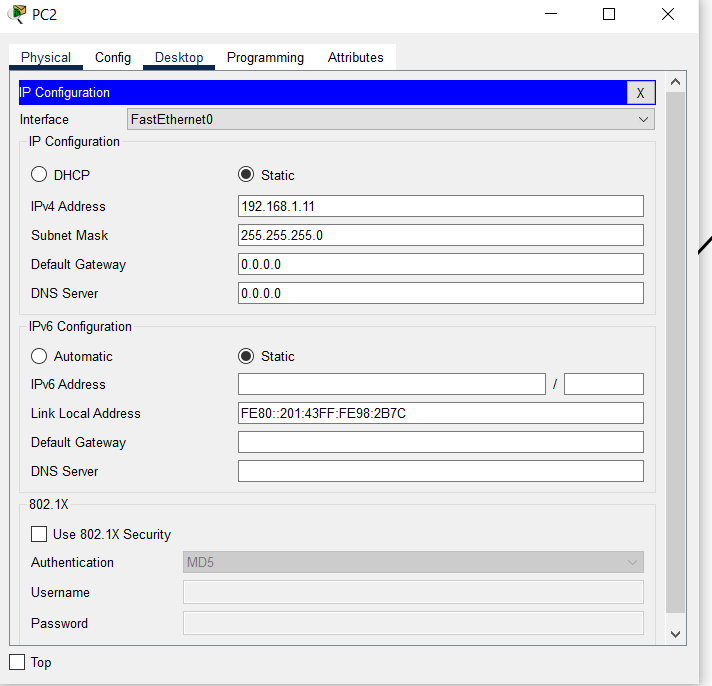 PC2
Physical Config Desktop Programming Attributes
IP Configuration X
Interface FastEthernet0
IP Configuration
DHCP Static
IPv4 Address 192.168.1.11
Subnet Mask 255.255.255.0
Default Gateway 0.0.0.0
DNS Server 0.0.0.0
IPv6 Configuration
Automatic Static
IPv6 Address /
Link Local Address FE80::201:43FF:FE98:2B7C
Default Gateway
DNS Server
802.1X
Use 802.1X Security
Authentication MD5
Username
Password
Top